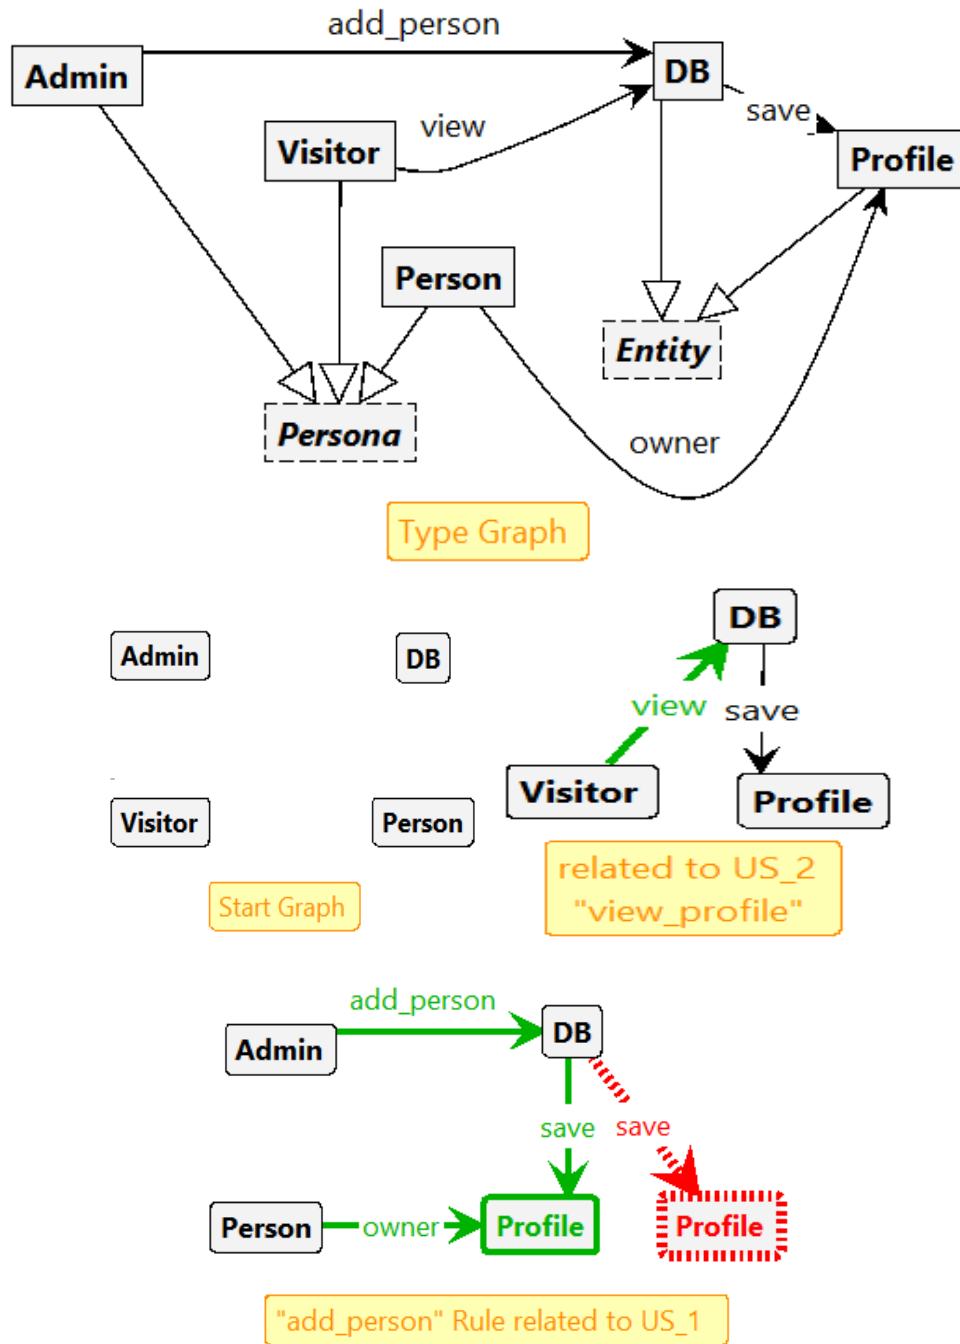 add_person
Admin
DB
save
view
Visitor
Profile
Person
Entity
Persona
owner
Type Graph
DB
Admin
DB
view
save
Visitor
Profile
Visitor
Person
related to US_2
"view_profile"
Start Graph
add_person
Admin
DB
save
save
Person
owner
Profile
Profile
"add_person" Rule related to US_1